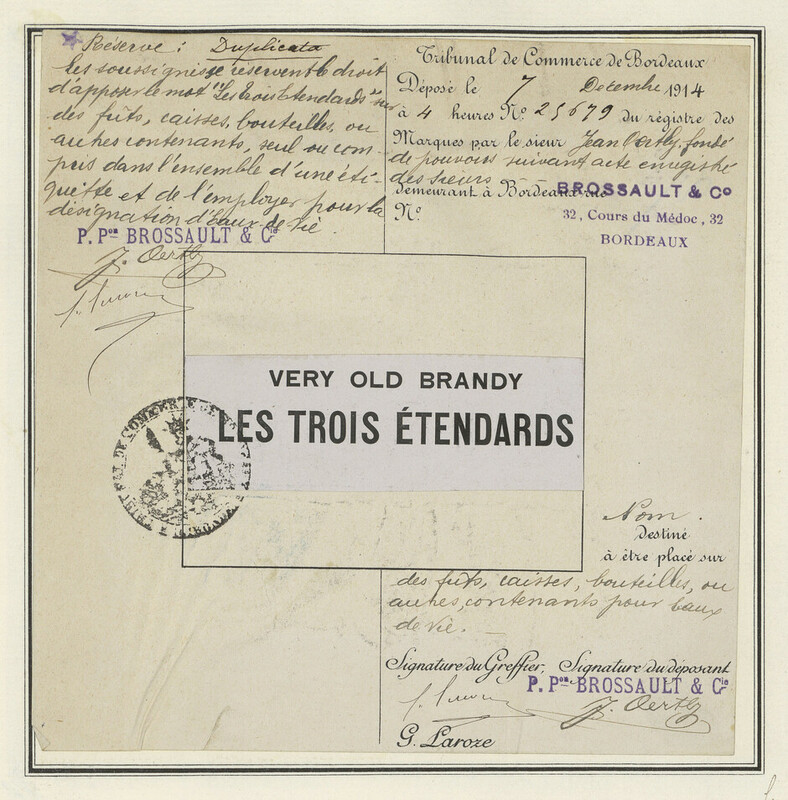 Réserve : Duplicata
Les soussignés se réservent le droit
d'apposer le mot "Les trois Etendards" sur
des fûts, caisses, bouteilles, ou
autres contenants, seul ou com-
pris dans l'ensemble d'une éti-
quette et de l'employer pour la
désignation d'Eaux de Vie.
P. Pon BROSSAULT & Cie
J. Oertly
Tribunal de Commerce de Bordeaux
Déposé le 7 Decembre 1914
à 4 heures N° 25679 du régistre des
Marques par le sieur Jean Oertly, fondé
de pouvoirs suivant acte enregistré
des sieurs
demeurant à Bordeaux rue BROSSAULT & Co
N° 32, Cours du Médoc, 32
BORDEAUX
VERY OLD BRANDY
LES TROIS ÉTENDARDS
Nom.
Destiné
à être placé sur
des fûts, caisses, bouteilles, ou
autres, contenants pour Eaux
de Vie.
Signature du Greffier, Signature du déposant
P. Pon BROSSAULT & Cie
J. Oertly
G. Laroze